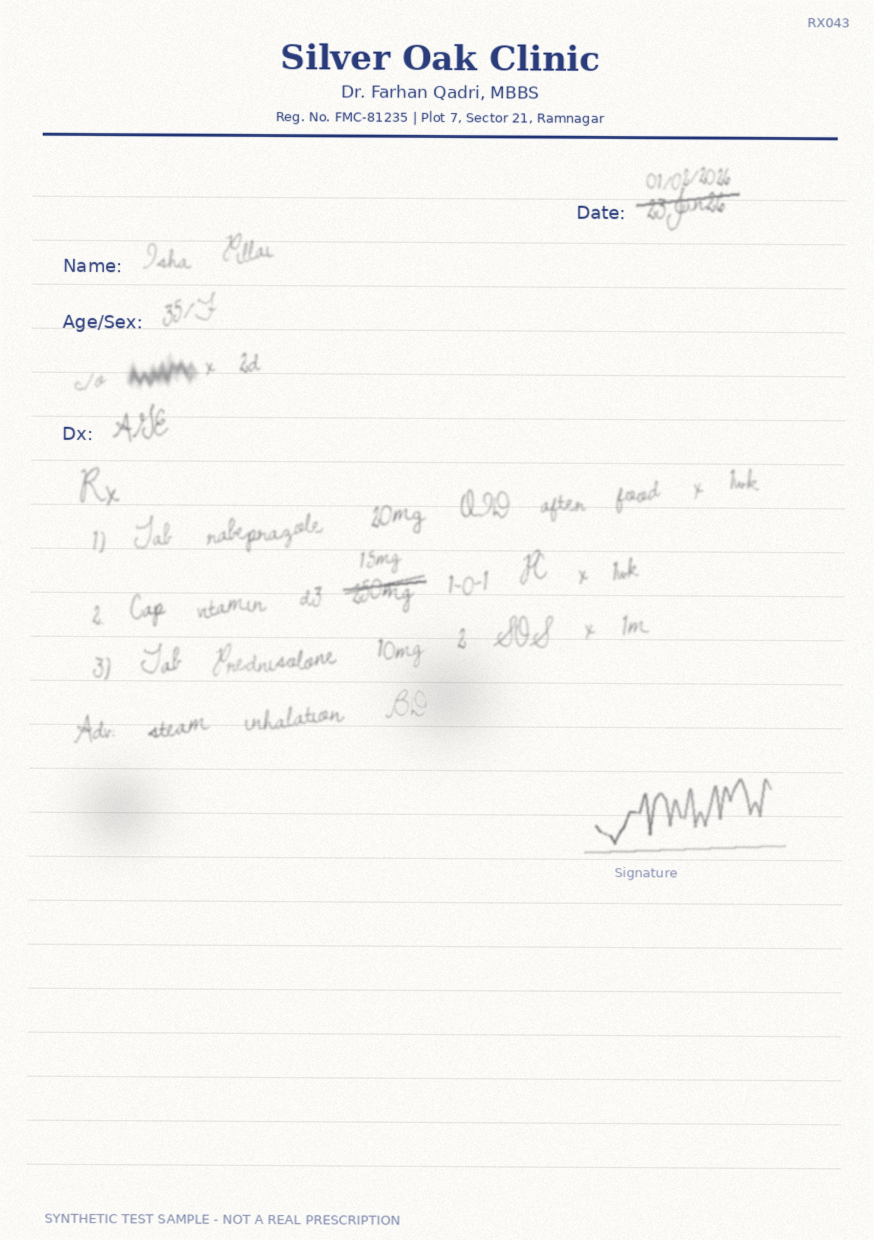 RX043
Silver Oak Clinic
Dr. Farhan Qadri, MBBS
Reg. No. FMC-81235 | Plot 7, Sector 21, Ramnagar
01/02/2026
Date: 23 Jun 26
Name: Isha Pillai
Age/Sex: 35/F
c/o x 2d
Dx: AGE
Rx
1) Tab rabeprazole 20mg QID after food x 1wk
15mg
2. Cap vitamin d3 250mg 1-0-1 PC x 1wk
3) Tab Prednisolone 10mg 2 SOS x 1m
Adv: steam inhalation BD
Signature
SYNTHETIC TEST SAMPLE - NOT A REAL PRESCRIPTION